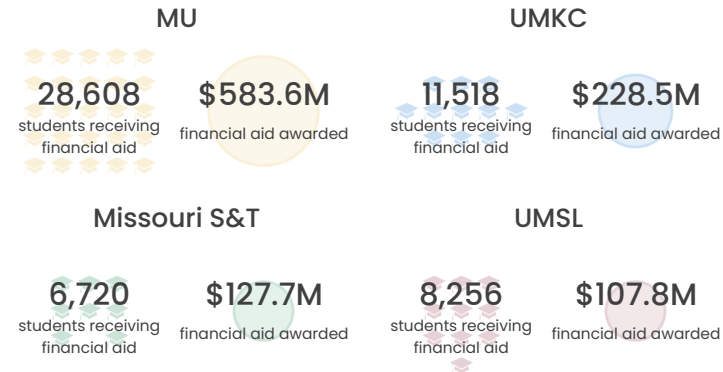 MU
UMKC
28,608
students receiving
financial aid
$583.6M
financial aid awarded
11,518
students receiving
financial aid
$228.5M
financial aid awarded
Missouri S&T
UMSL
6,720
students receiving
financial aid
$127.7M
financial aid awarded
8,256
students receiving
financial aid
$107.8M
financial aid awarded